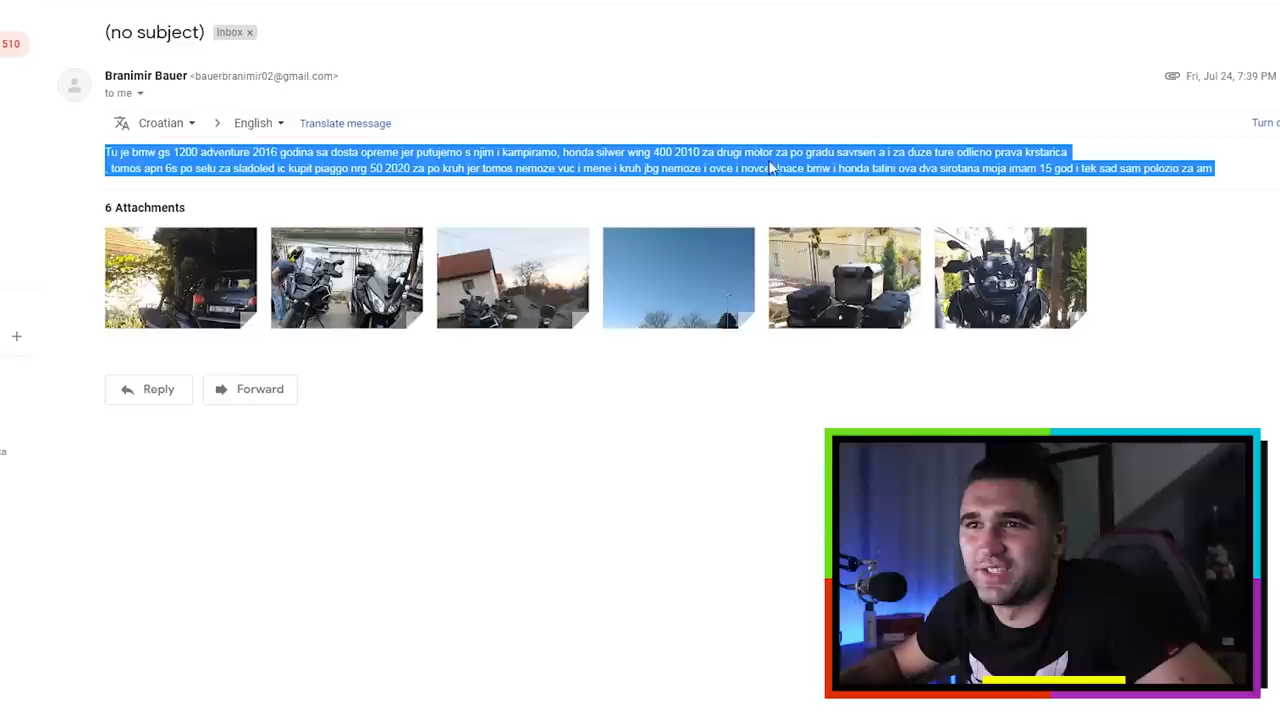 510
(no subject) Inbox ×
Branimir Bauer <bauerbranimir02@gmail.com>
Fri, Jul 24, 7:39 PM
to me
Croatian > English Translate message
Turn
Tu je bmw gs 1200 adventure 2016 godina sa dosta opreme jer putujemo s njim i kampiramo, honda silwer wing 400 2010 za drugi motor za po gradu savrsen a i za duze ture odlicno prava krstarica
, tomos apn 6s po selu za sladoled ic kupit piaggo nrg 50 2020 za po kruh jer tomos nemoze vuc i mene i kruh jbg nemoze i ovce i novce inace bmw i honda tatini ova dva sirotana moja imam 15 god i tek sad sam polozio za am
6 Attachments
Reply Forward